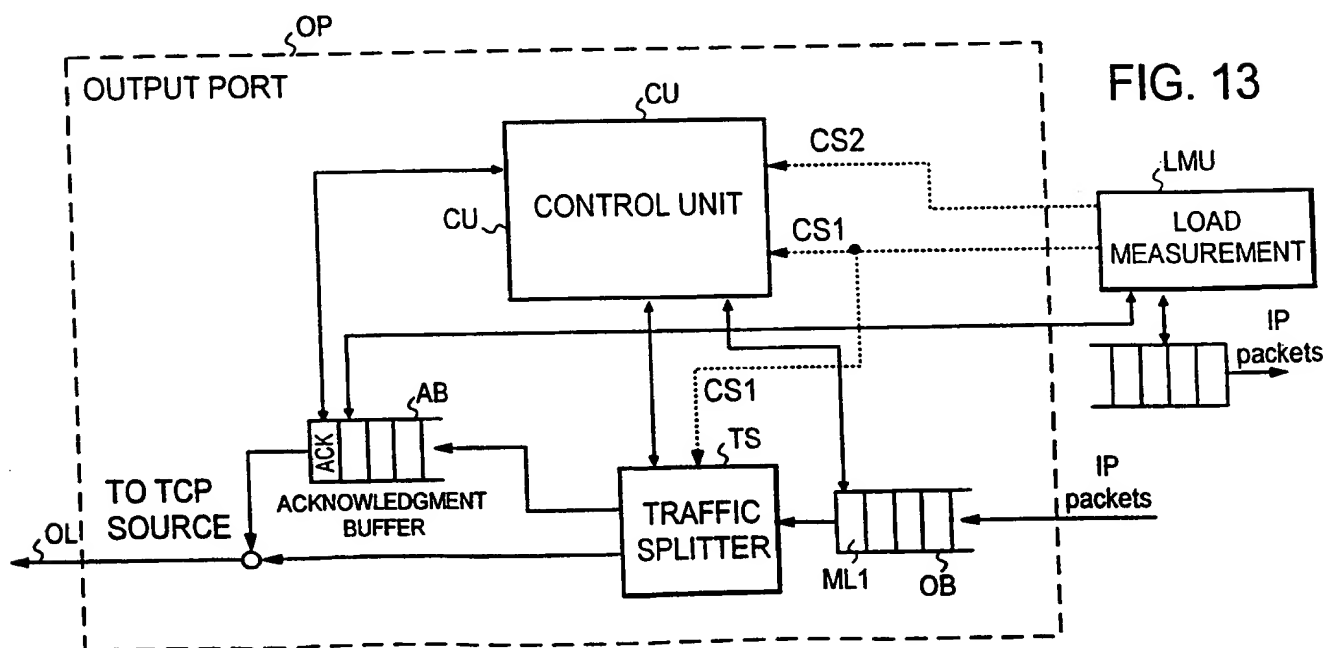 OP
OUTPUT PORT
FIG. 13
CU
CONTROL UNIT
CU
CS2
CS1
LMU
LOAD
MEASUREMENT
IP
packets
CS1
AB
ACK
ACKNOWLEDGMENT
BUFFER
TS
TRAFFIC
SPLITTER
IP
packets
ML1
OB
TO TCP
SOURCE
OL